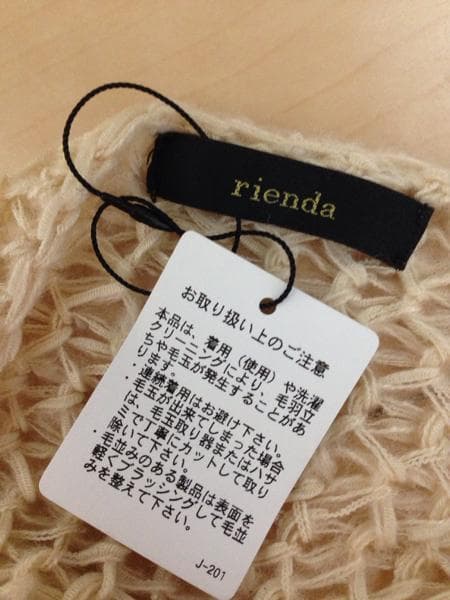 rienda
お取り扱い上のご注意
本品は、着用（使用）や洗濯
クリーニングにより、毛羽立
ちや毛玉が発生することがあ
ります。
・連続着用はお避け下さい。
・毛玉が出来てしまった場合
は、毛玉取り器またはハサ
ミで丁寧にカットして取り
除いて下さい。
・毛並みのある製品は表面を
軽くブラッシングして毛並
みを整えて下さい。
J-201